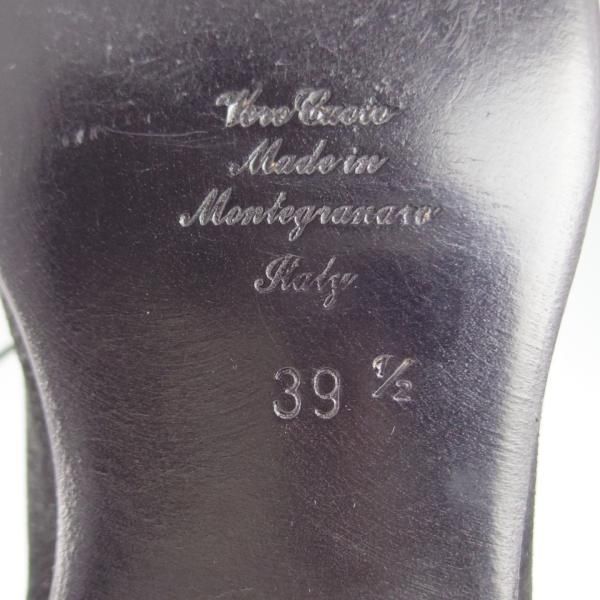 Vero Cuoio
Made in
Montegranaro
Italy
39 ½